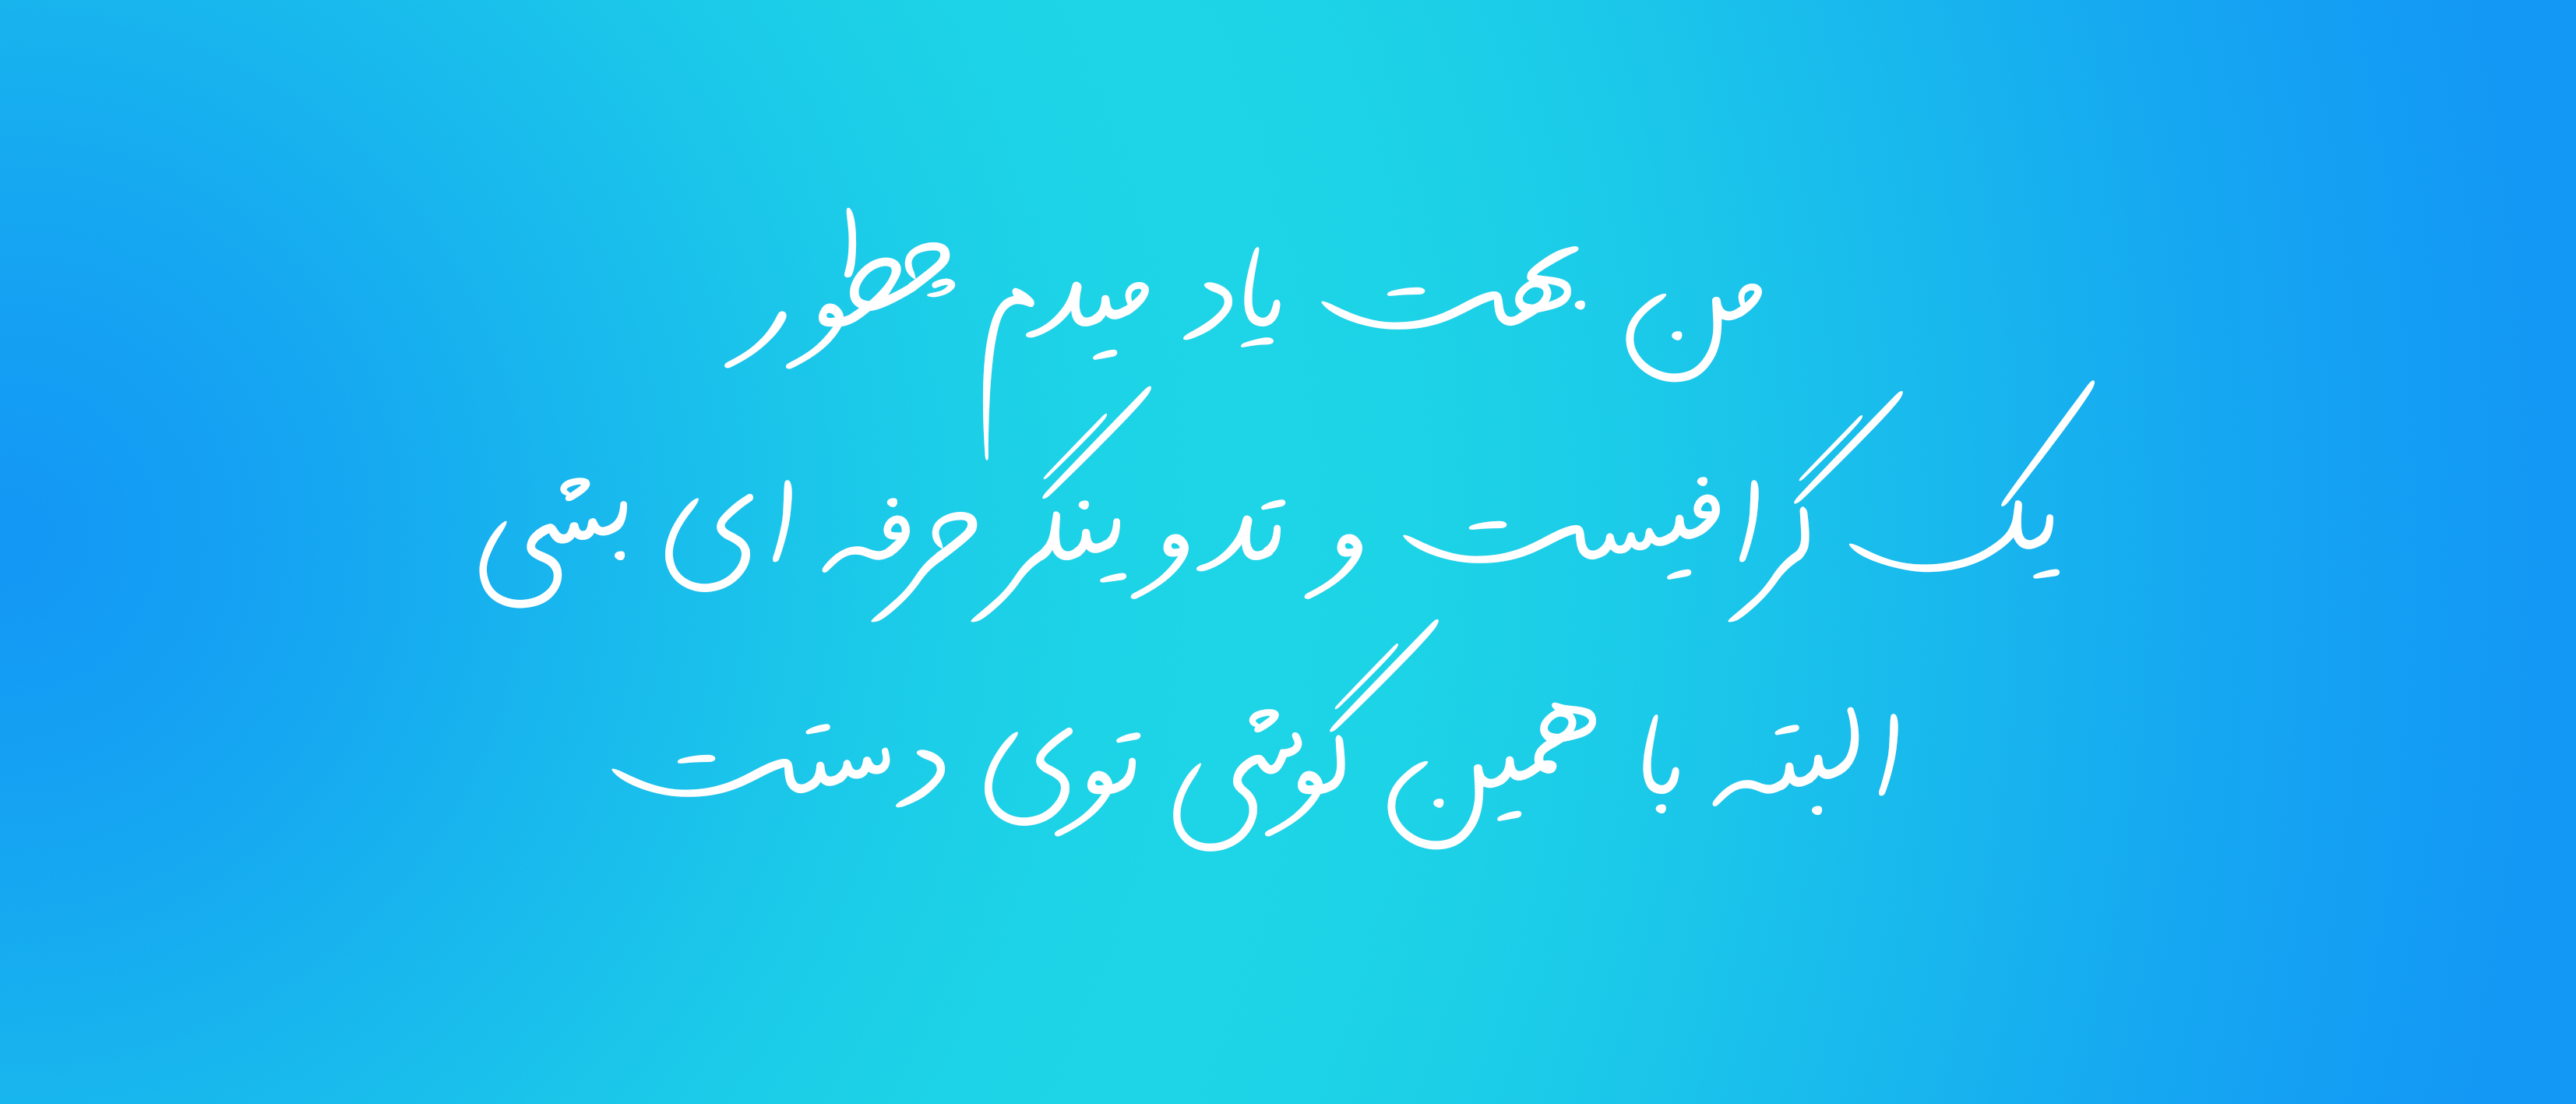 من بهت یاد میدم چطور
یک گرافیست و تدوینگر حرفه ای بشی
البته با همین گوشی توی دستت